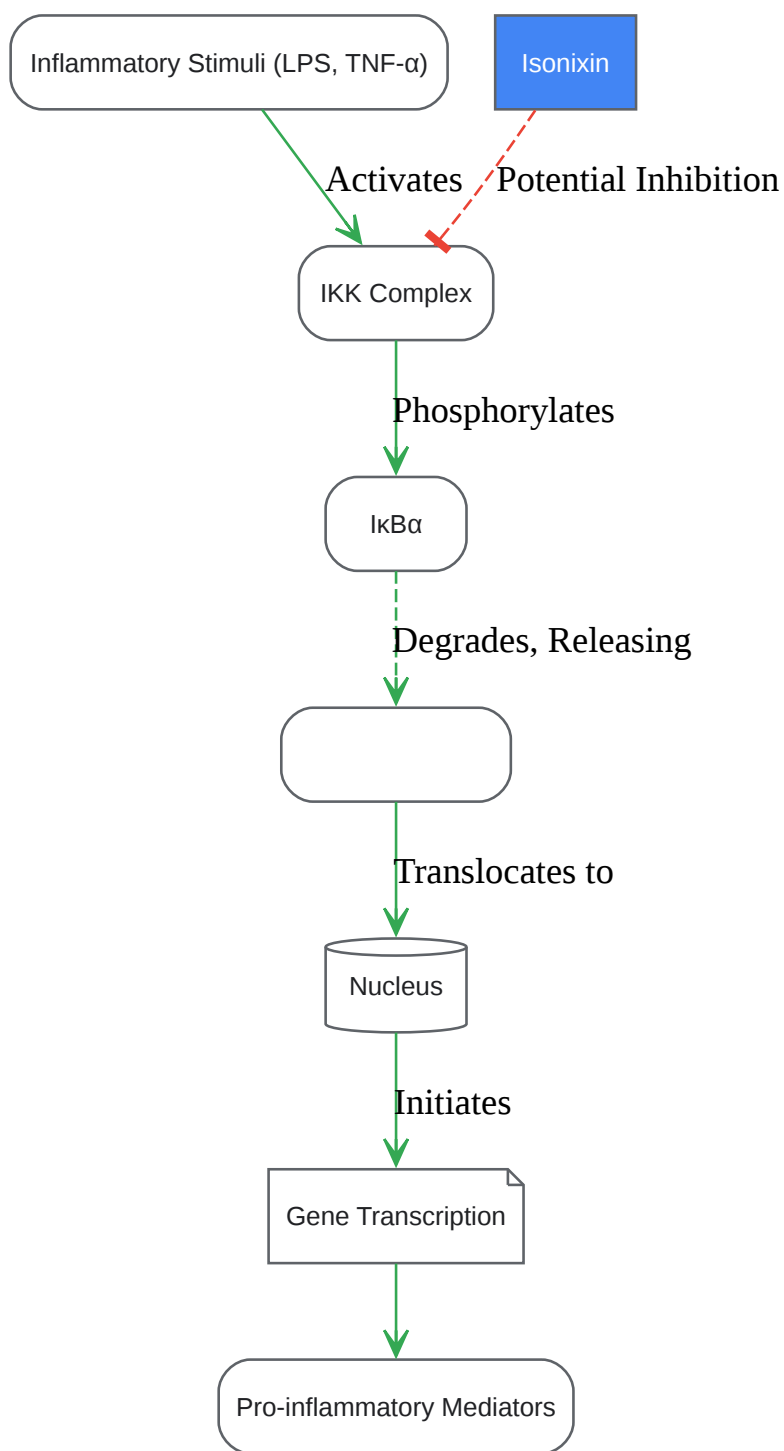 Inflammatory Stimuli (LPS, TNF-α)
Isonixin
Activates
Potential Inhibition
IKK Complex
Phosphorylates
IκBα
Degrades, Releasing
Translocates to
Nucleus
Initiates
Gene Transcription
Pro-inflammatory Mediators